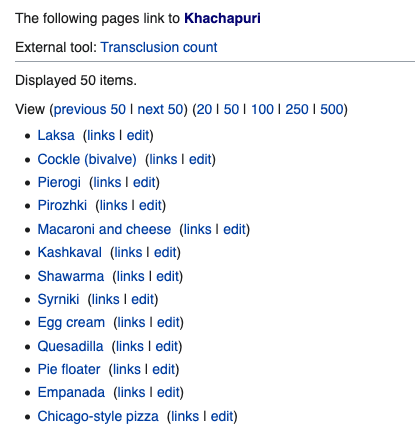 The following pages link to Khachapuri
External tool: Transclusion count
Displayed 50 items.
View (previous 50 | next 50) (20 | 50 | 100 | 250 | 500)
• Laksa (links | edit)
• Cockle (bivalve) (links | edit)
• Pierogi (links | edit)
• Pirozhki (links | edit)
• Macaroni and cheese (links | edit)
• Kashkaval (links | edit)
• Shawarma (links | edit)
• Syrniki (links | edit)
• Egg cream (links | edit)
• Quesadilla (links | edit)
• Pie floater (links | edit)
• Empanada (links | edit)
• Chicago-style pizza (links | edit)